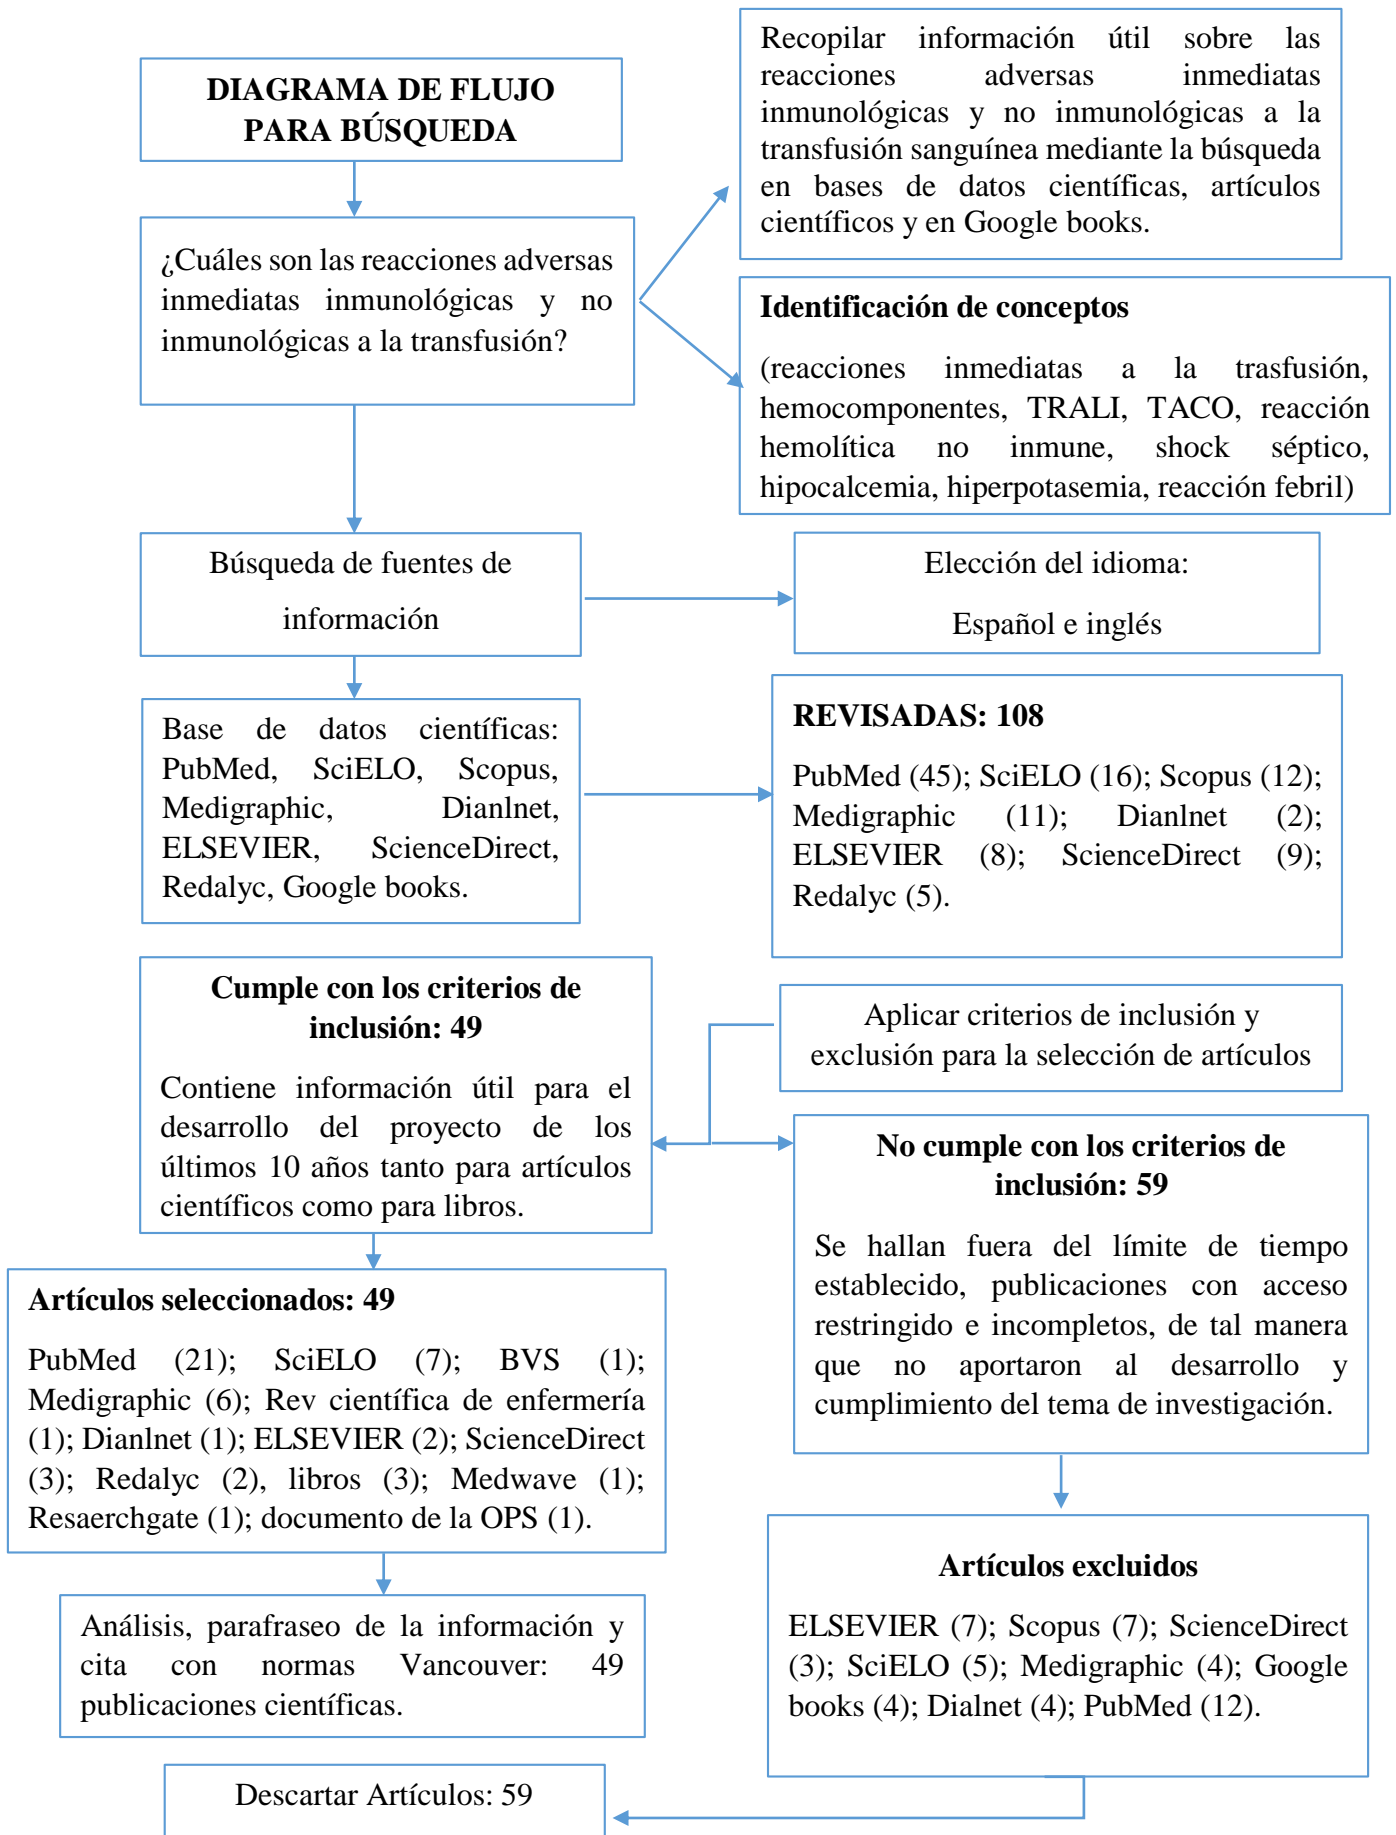 DIAGRAMA DE FLUJO
PARA BÚSQUEDA
Recopilar información útil sobre las
reacciones adversas inmediatas
inmunológicas y no inmunológicas a la
transfusión sanguínea mediante la búsqueda
en bases de datos científicas, artículos
científicos y en Google books.
¿Cuáles son las reacciones adversas
inmediatas inmunológicas y no
inmunológicas a la transfusión?
Identificación de conceptos
(reacciones inmediatas a la trasfusión,
hemocomponentes, TRALI, TACO, reacción
hemolítica no inmune, shock séptico,
hipocalcemia, hiperpotasemia, reacción febril)
Búsqueda de fuentes de
información
Elección del idioma:
Español e inglés
Base de datos científicas:
PubMed, SciELO, Scopus,
Medigraphic, Dianlnet,
ELSEVIER, ScienceDirect,
Redalyc, Google books.
REVISADAS: 108
PubMed (45); SciELO (16); Scopus (12);
Medigraphic (11); Dianlnet (2);
ELSEVIER (8); ScienceDirect (9);
Redalyc (5).
Cumple con los criterios de
inclusión: 49
Contiene información útil para el
desarrollo del proyecto de los
últimos 10 años tanto para artículos
científicos como para libros.
Aplicar criterios de inclusión y
exclusión para la selección de artículos
No cumple con los criterios de
inclusión: 59
Se hallan fuera del límite de tiempo
establecido, publicaciones con acceso
restringido e incompletos, de tal manera
que no aportaron al desarrollo y
cumplimiento del tema de investigación.
Artículos seleccionados: 49
PubMed (21); SciELO (7); BVS (1);
Medigraphic (6); Rev científica de enfermería
(1); Dianlnet (1); ELSEVIER (2); ScienceDirect
(3); Redalyc (2), libros (3); Medwave (1);
Resaerchgate (1); documento de la OPS (1).
Artículos excluidos
ELSEVIER (7); Scopus (7); ScienceDirect
(3); SciELO (5); Medigraphic (4); Google
books (4); Dialnet (4); PubMed (12).
Análisis, parafraseo de la información y
cita con normas Vancouver: 49
publicaciones científicas.
Descartar Artículos: 59